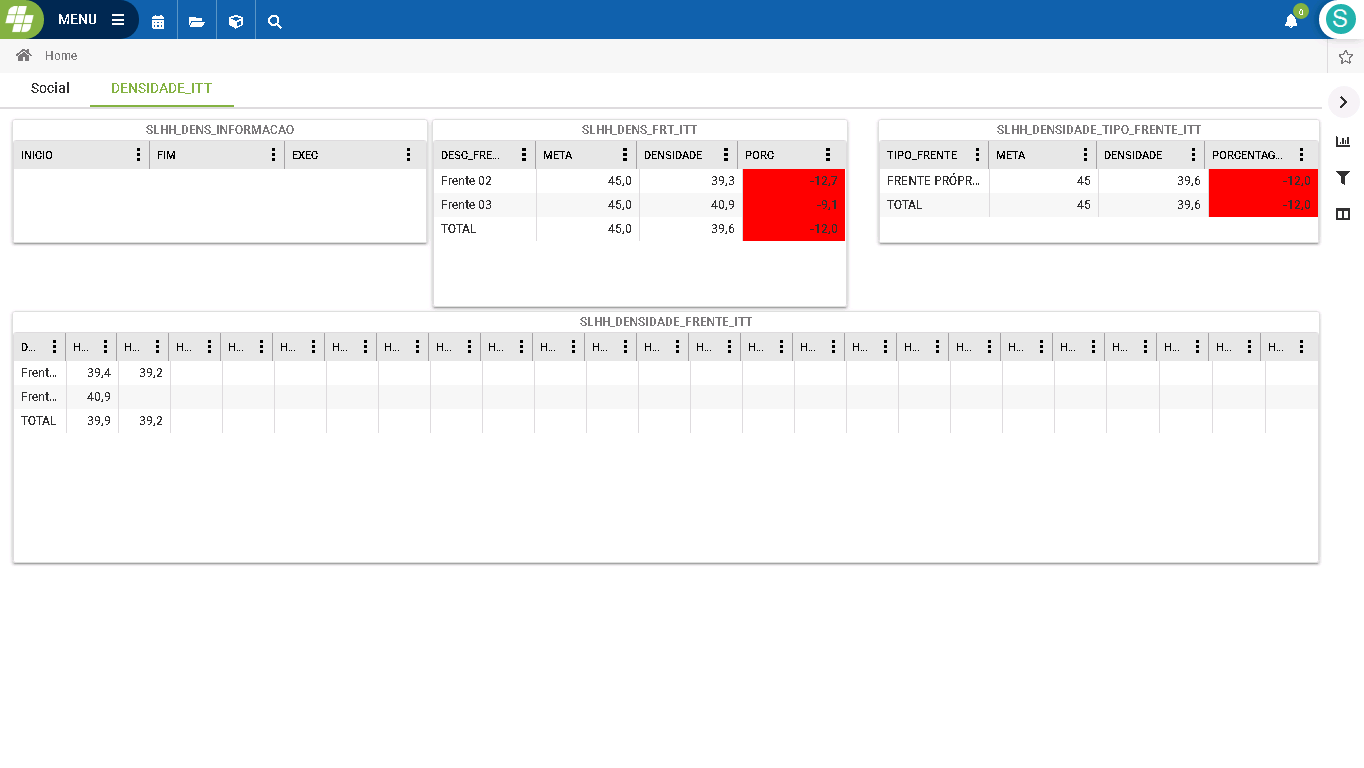 MENU
0
S
Home
Social DENSIDADE_ITT
SLHH_DENS_INFORMACAO
INICIO FIM EXEC
SLHH_DENS_FRT_ITT
DESC_FRE... META DENSIDADE PORC
Frente 02 45,0 39,3 -12,7
Frente 03 45,0 40,9 -9,1
TOTAL 45,0 39,6 -12,0
SLHH_DENSIDADE_TIPO_FRENTE_ITT
TIPO_FRENTE META DENSIDADE PORCENTAG...
FRENTE PRÓPR... 45 39,6 -12,0
TOTAL 45 39,6 -12,0
SLHH_DENSIDADE_FRENTE_ITT
D... H... H... H... H... H... H... H... H... H... H... H... H... H... H... H... H... H... H... H... H... H... H... H... H...
Frent... 39,4 39,2
Frent... 40,9
TOTAL 39,9 39,2